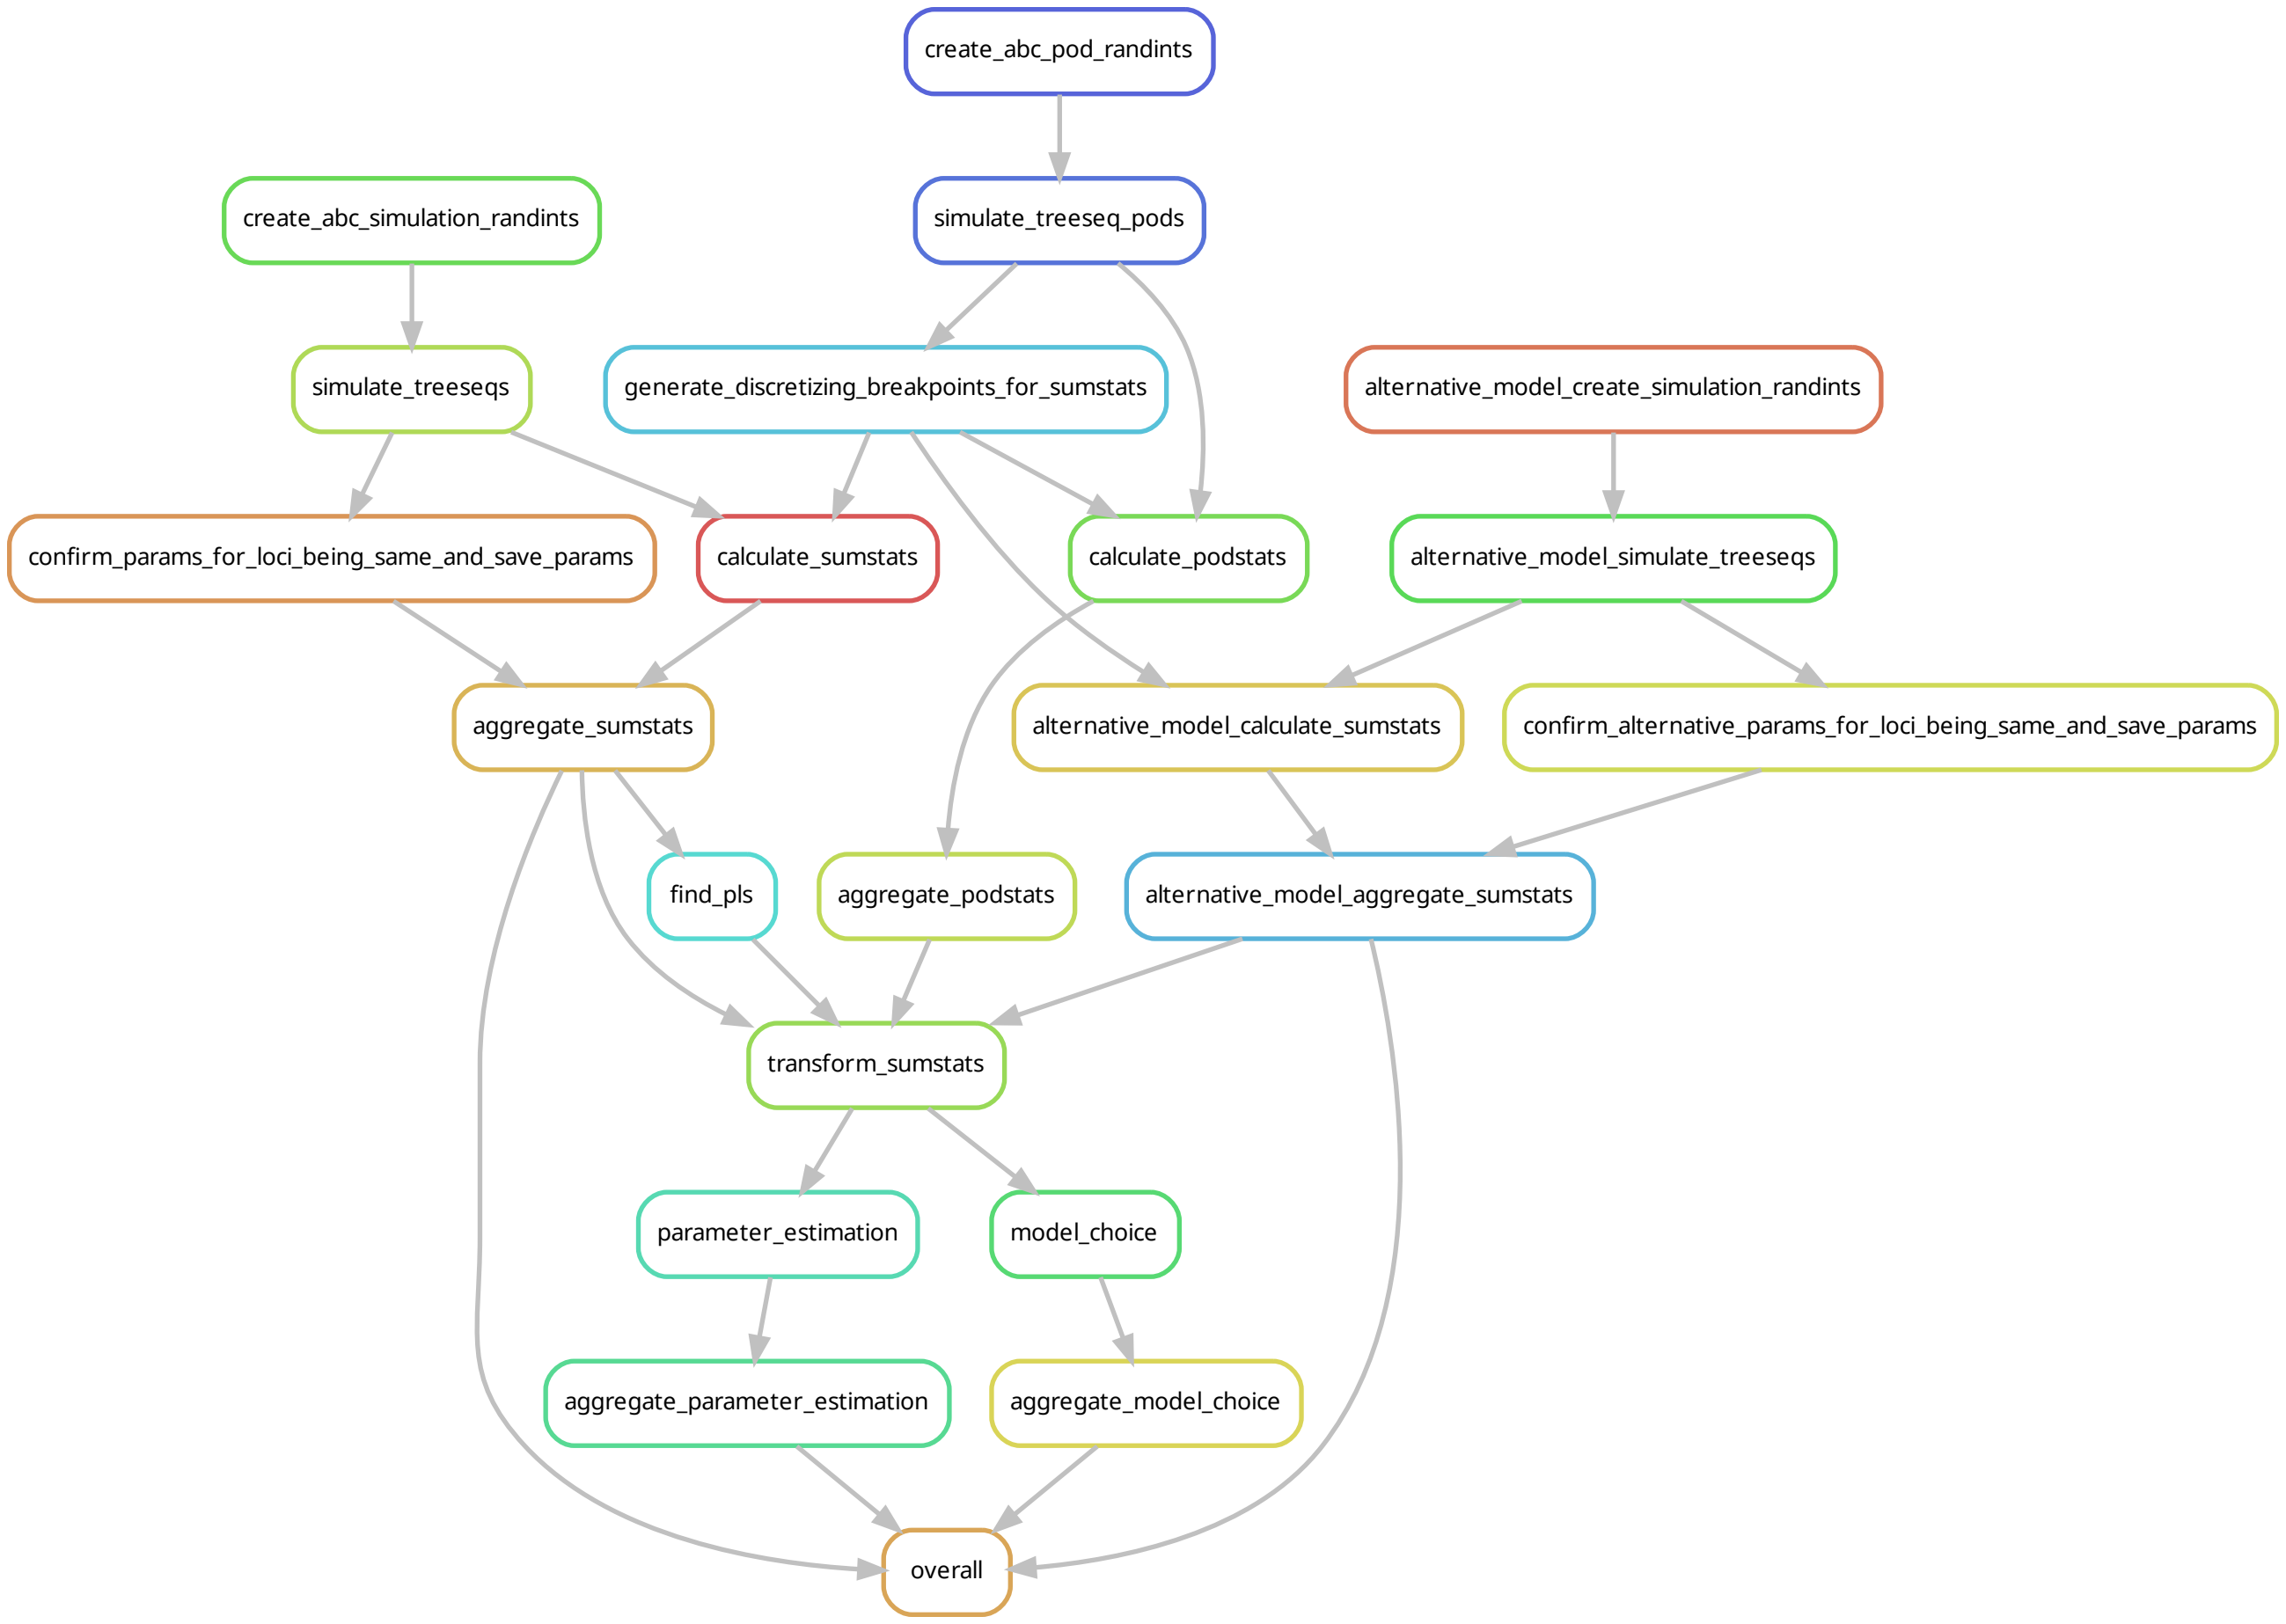 create_abc_pod_randints
create_abc_simulation_randints
simulate_treeseq_pods
simulate_treeseqs
generate_discretizing_breakpoints_for_sumstats
alternative_model_create_simulation_randints
confirm_params_for_loci_being_same_and_save_params
calculate_sumstats
calculate_podstats
alternative_model_simulate_treeseqs
aggregate_sumstats
alternative_model_calculate_sumstats
confirm_alternative_params_for_loci_being_same_and_save_params
find_pls
aggregate_podstats
alternative_model_aggregate_sumstats
transform_sumstats
parameter_estimation
model_choice
aggregate_parameter_estimation
aggregate_model_choice
overall